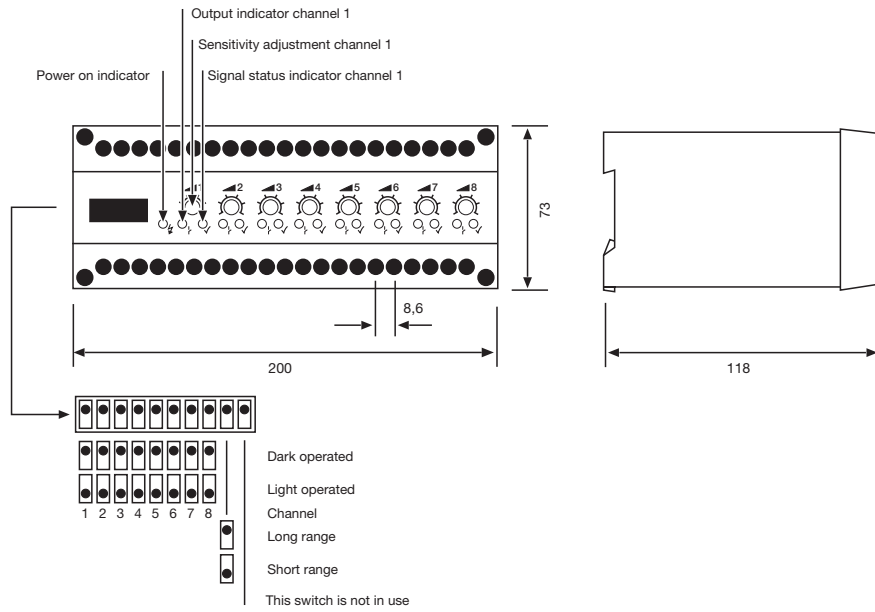 Output indicator channel 1
Sensitivity adjustment channel 1
Power on indicator
Signal status indicator channel 1
1 2 3 4 5 6 7 8
73
8,6
200
118
Dark operated
Light operated
1 2 3 4 5 6 7 8 Channel
Long range
Short range
This switch is not in use